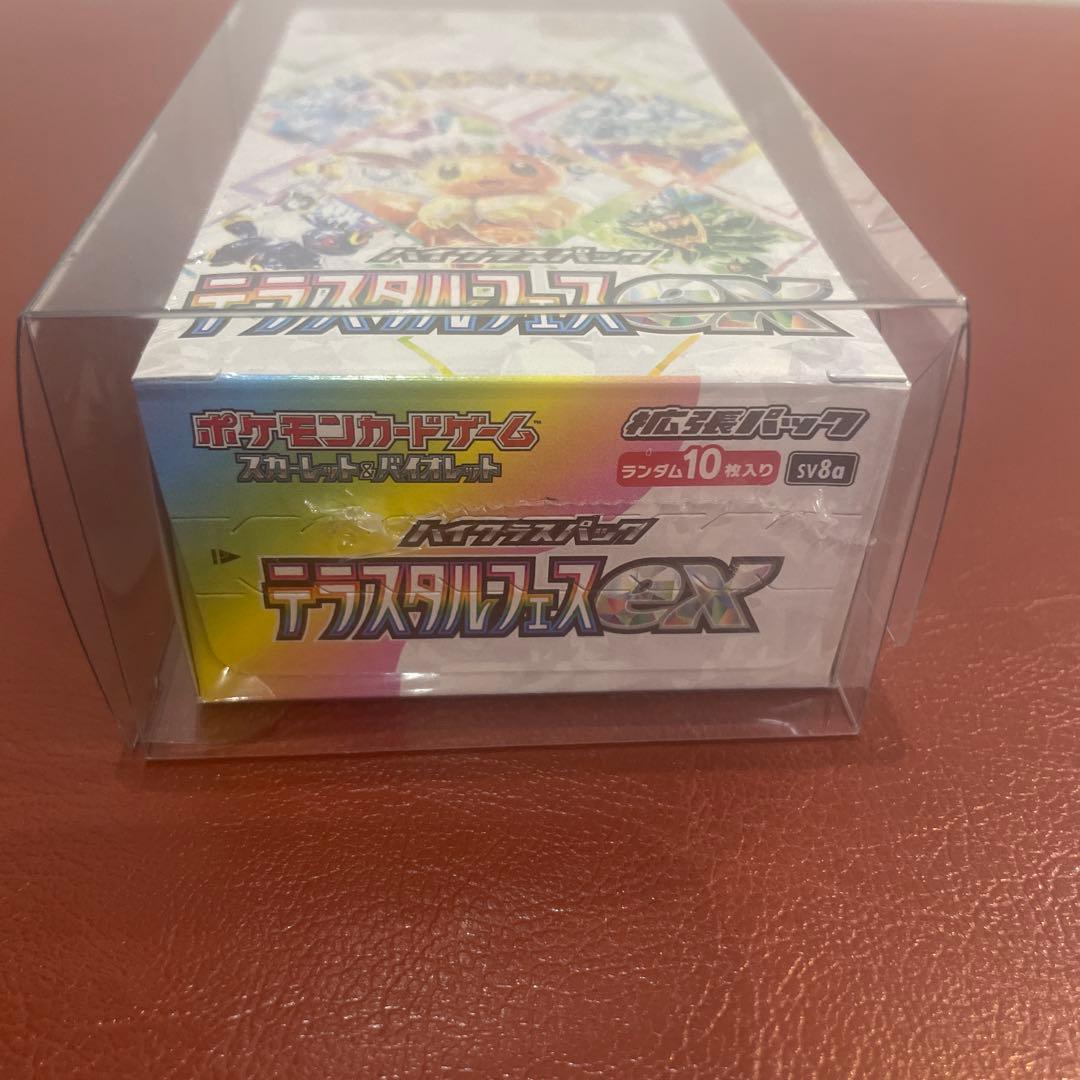 ハイクラスパック
テラスタルフェスex
ポケモンカードゲーム™
スカーレット&バイオレット
拡張パック
ランダム10枚入り
SV8a
ハイクラスパック
テラスタルフェスex